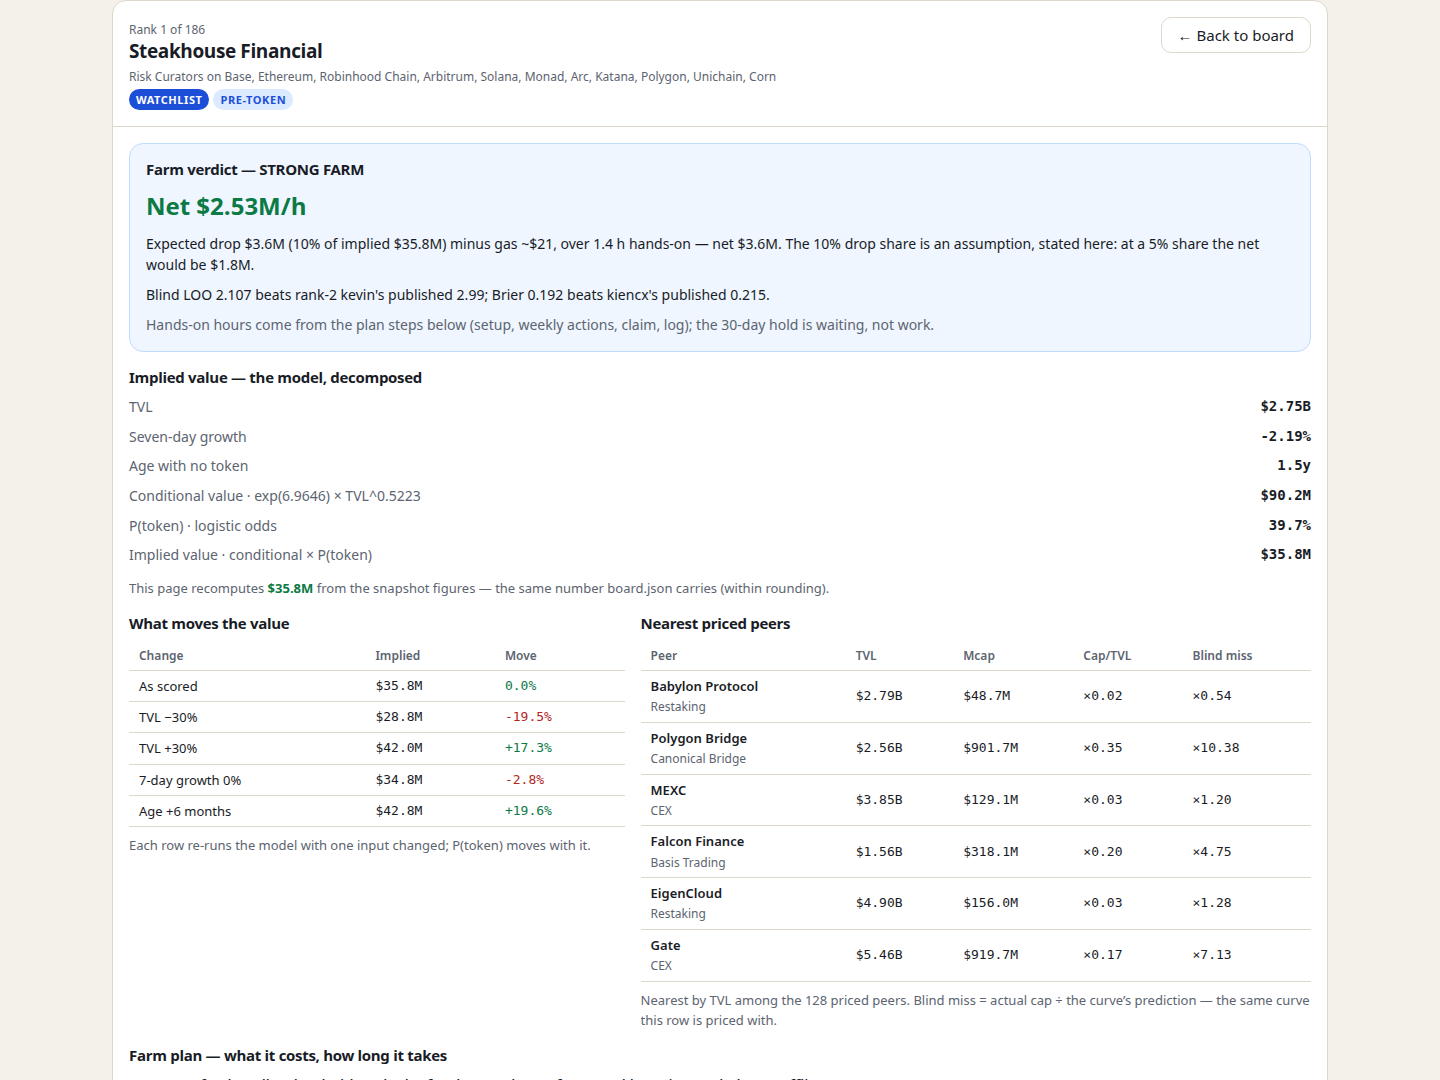 Rank 1 of 186
Steakhouse Financial
Risk Curators on Base, Ethereum, Robinhood Chain, Arbitrum, Solana, Monad, Arc, Katana, Polygon, Unichain, Corn
WATCHLIST PRE-TOKEN
← Back to board
Farm verdict — STRONG FARM
Net $2.53M/h
Expected drop $3.6M (10% of implied $35.8M) minus gas ~$21, over 1.4 h hands-on — net $3.6M. The 10% drop share is an assumption, stated here: at a 5% share the net
would be $1.8M.
Blind LOO 2.107 beats rank-2 kevin's published 2.99; Brier 0.192 beats kiencx's published 0.215.
Hands-on hours come from the plan steps below (setup, weekly actions, claim, log); the 30-day hold is waiting, not work.
Implied value — the model, decomposed
TVL $2.75B
Seven-day growth -2.19%
Age with no token 1.5y
Conditional value · exp(6.9646) × TVL^0.5223 $90.2M
P(token) · logistic odds 39.7%
Implied value · conditional × P(token) $35.8M
This page recomputes $35.8M from the snapshot figures — the same number board.json carries (within rounding).
What moves the value
Change Implied Move
As scored $35.8M 0.0%
TVL −30% $28.8M -19.5%
TVL +30% $42.0M +17.3%
7-day growth 0% $34.8M -2.8%
Age +6 months $42.8M +19.6%
Each row re-runs the model with one input changed; P(token) moves with it.
Nearest priced peers
Peer TVL Mcap Cap/TVL Blind miss
Babylon Protocol $2.79B $48.7M ×0.02 ×0.54
Restaking
Polygon Bridge $2.56B $901.7M ×0.35 ×10.38
Canonical Bridge
MEXC $3.85B $129.1M ×0.03 ×1.20
CEX
Falcon Finance $1.56B $318.1M ×0.20 ×4.75
Basis Trading
EigenCloud $4.90B $156.0M ×0.03 ×1.28
Restaking
Gate $5.46B $919.7M ×0.17 ×7.13
CEX
Nearest by TVL among the 128 priced peers. Blind miss = actual cap ÷ the curve’s prediction — the same curve
this row is priced with.
Farm plan — what it costs, how long it takes